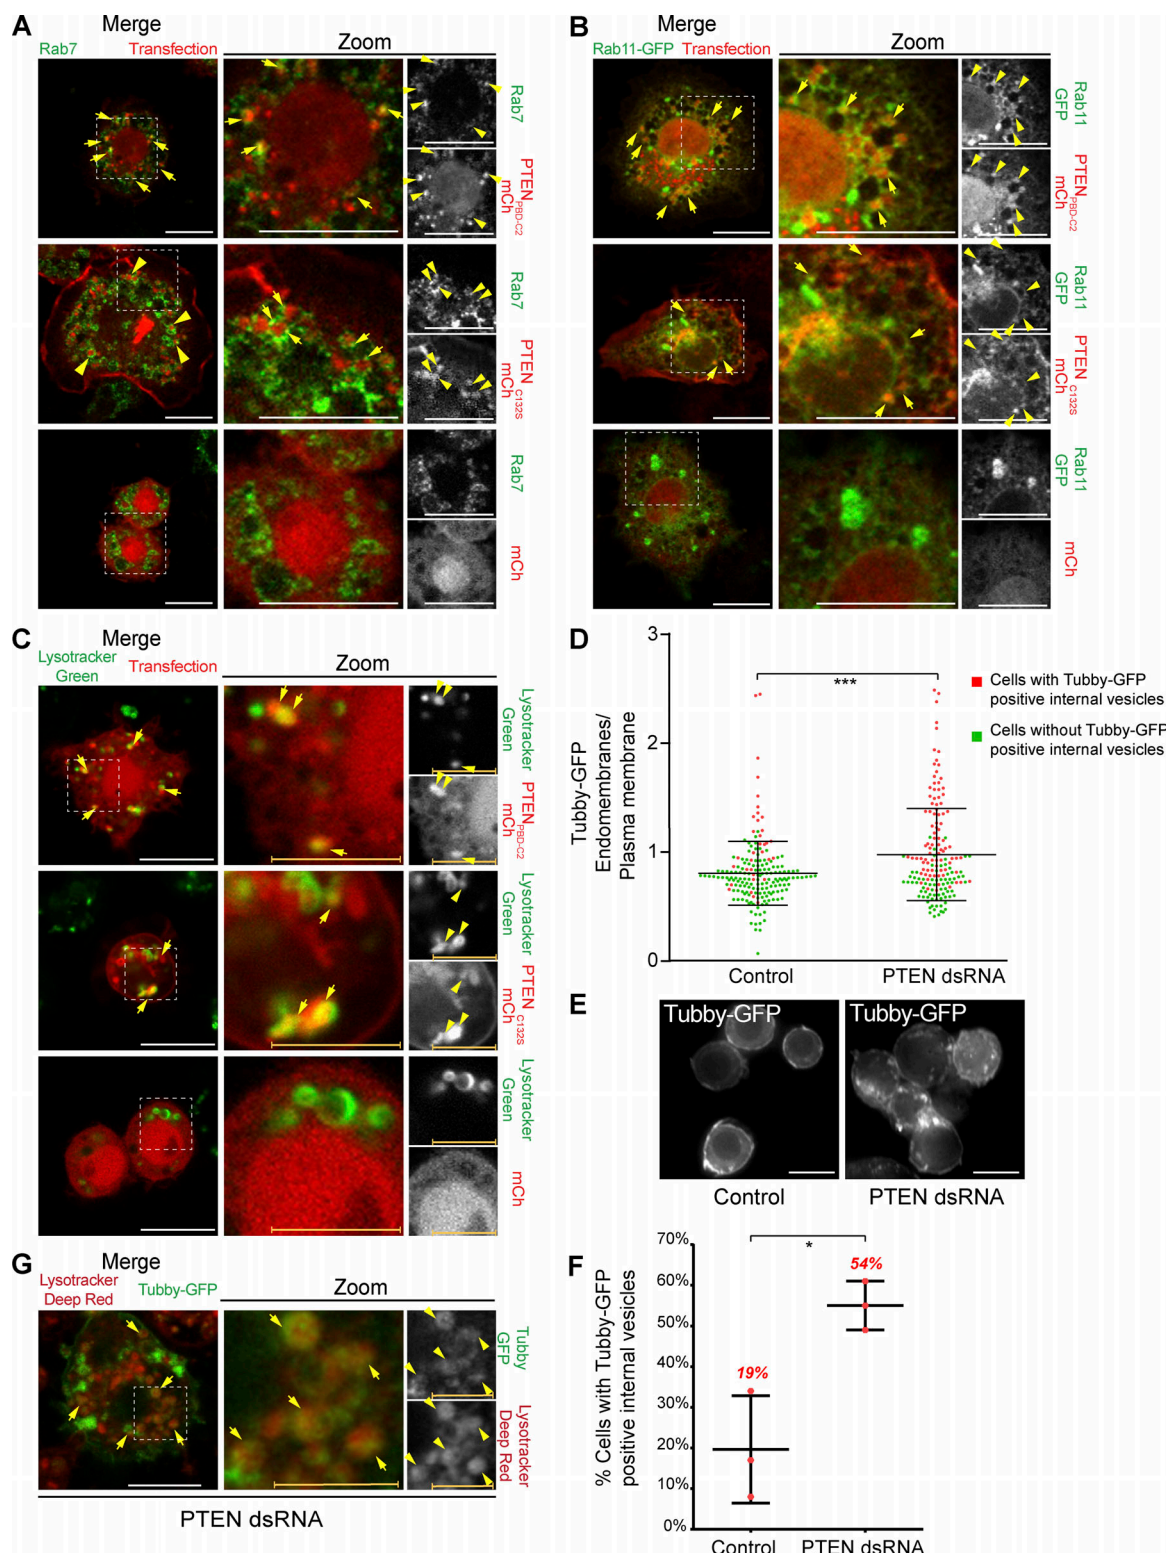 A
Merge
Rab7
Transfection
Zoom
Rab7
PTEN PBD-C2
mCh
Rab7
PTEN C132S
mCh
Rab7
mCh
B
Merge
Rab11-GFP
Transfection
Zoom
Rab11
GFP
PTEN PBD-C2
mCh
Rab11
GFP
PTEN C132S
mCh
Rab11
GFP
mCh
C
Merge
Lysotracker
Green
Transfection
Zoom
Lysotracker
Green
PTEN PBD-C2
mCh
Lysotracker
Green
PTEN C132S
mCh
Lysotracker
Green
mCh
D
3
2
1
0
Tubby-GFP
Endomembranes/
Plasma membrane
***
Control
PTEN dsRNA
Cells with Tubby-GFP
positive internal vesicles
Cells without Tubby-GFP
positive internal vesicles
E
Tubby-GFP
Tubby-GFP
Control
PTEN dsRNA
F
70%
60%
50%
40%
30%
20%
10%
0%
% Cells with Tubby-GFP
positive internal vesicles
*
19%
54%
Control
PTEN dsRNA
G
Merge
Lysotracker
Deep Red
Tubby-GFP
Zoom
Tubby
GFP
Lysotracker
Deep Red
PTEN dsRNA